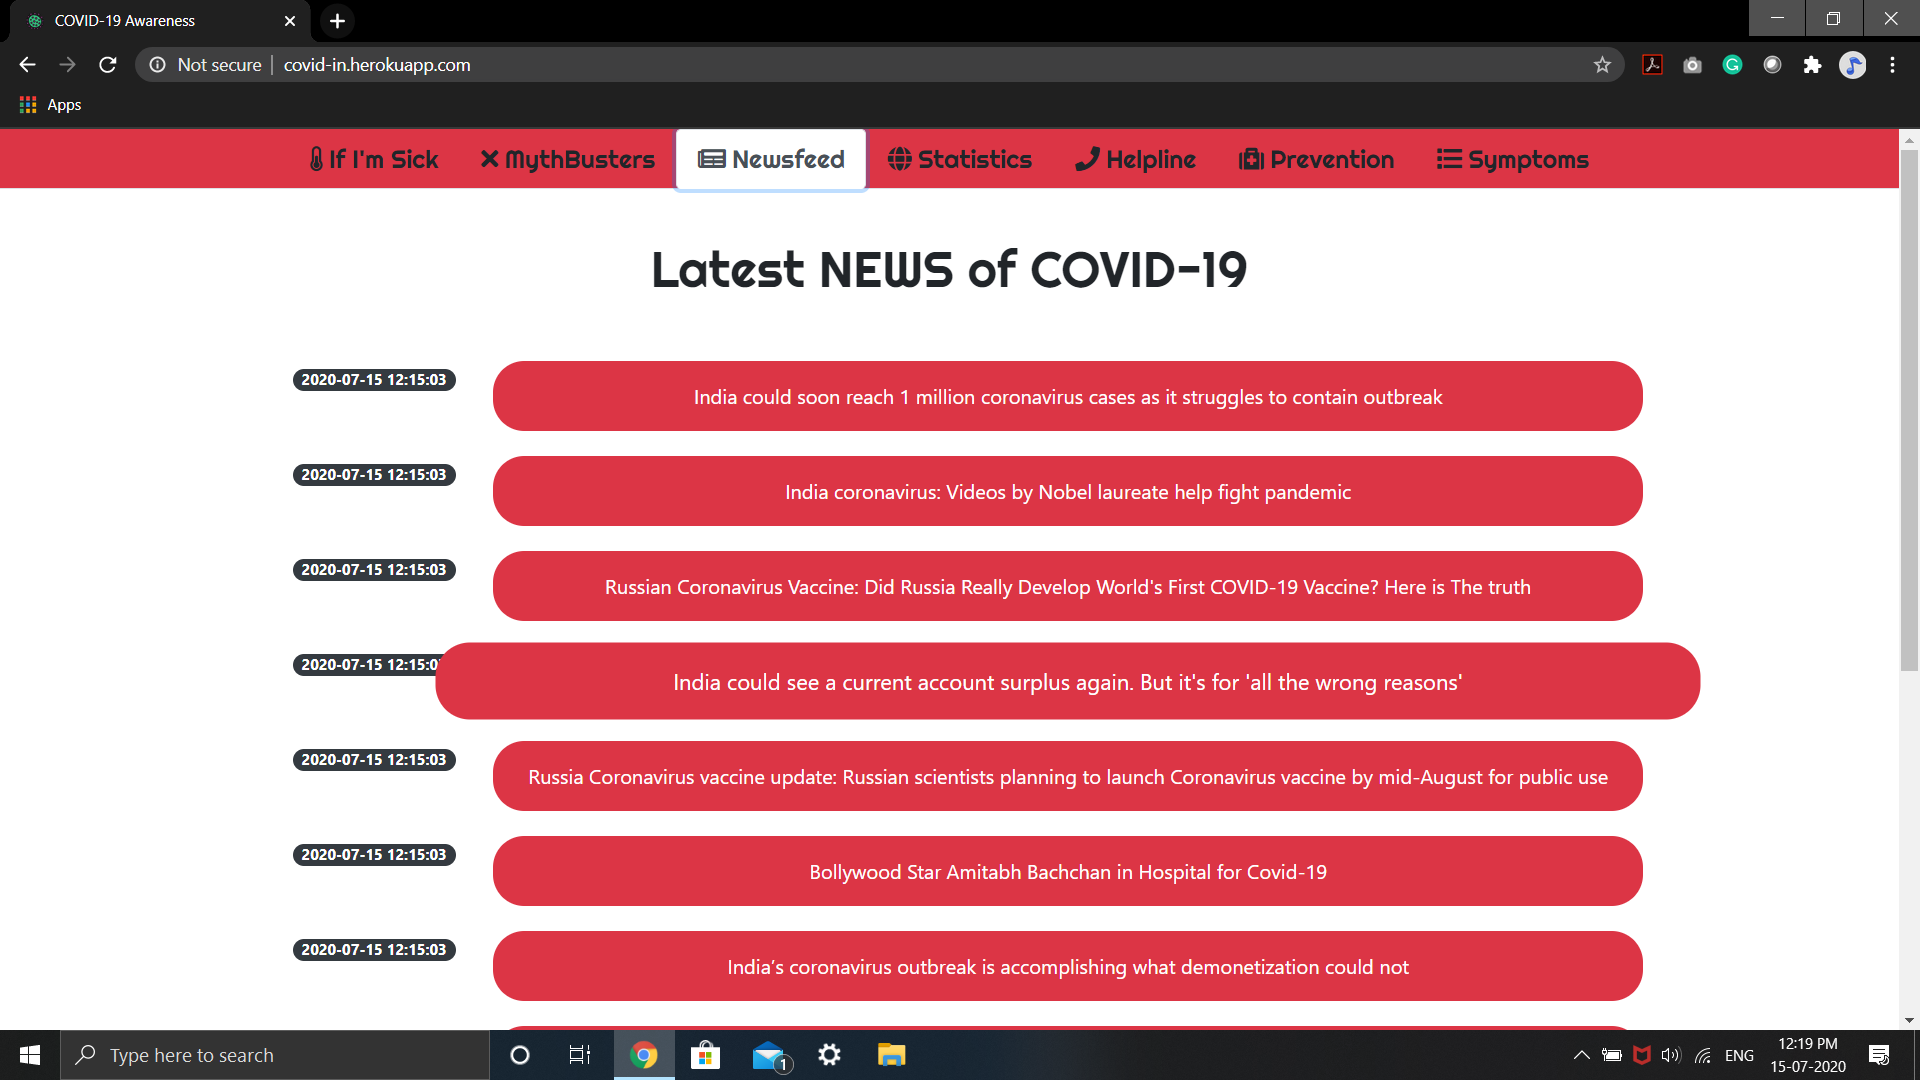 COVID-19 Awareness
Not secure | covid-in.herokuapp.com
Apps
If I'm Sick MythBusters Newsfeed Statistics Helpline Prevention Symptoms
Latest NEWS of COVID-19
2020-07-15 12:15:03 India could soon reach 1 million coronavirus cases as it struggles to contain outbreak
2020-07-15 12:15:03 India coronavirus: Videos by Nobel laureate help fight pandemic
2020-07-15 12:15:03 Russian Coronavirus Vaccine: Did Russia Really Develop World's First COVID-19 Vaccine? Here is The truth
2020-07-15 12:15:0 India could see a current account surplus again. But it's for 'all the wrong reasons'
2020-07-15 12:15:03 Russia Coronavirus vaccine update: Russian scientists planning to launch Coronavirus vaccine by mid-August for public use
2020-07-15 12:15:03 Bollywood Star Amitabh Bachchan in Hospital for Covid-19
2020-07-15 12:15:03 India's coronavirus outbreak is accomplishing what demonetization could not
Type here to search 1 ENG 12:19 PM
15-07-2020